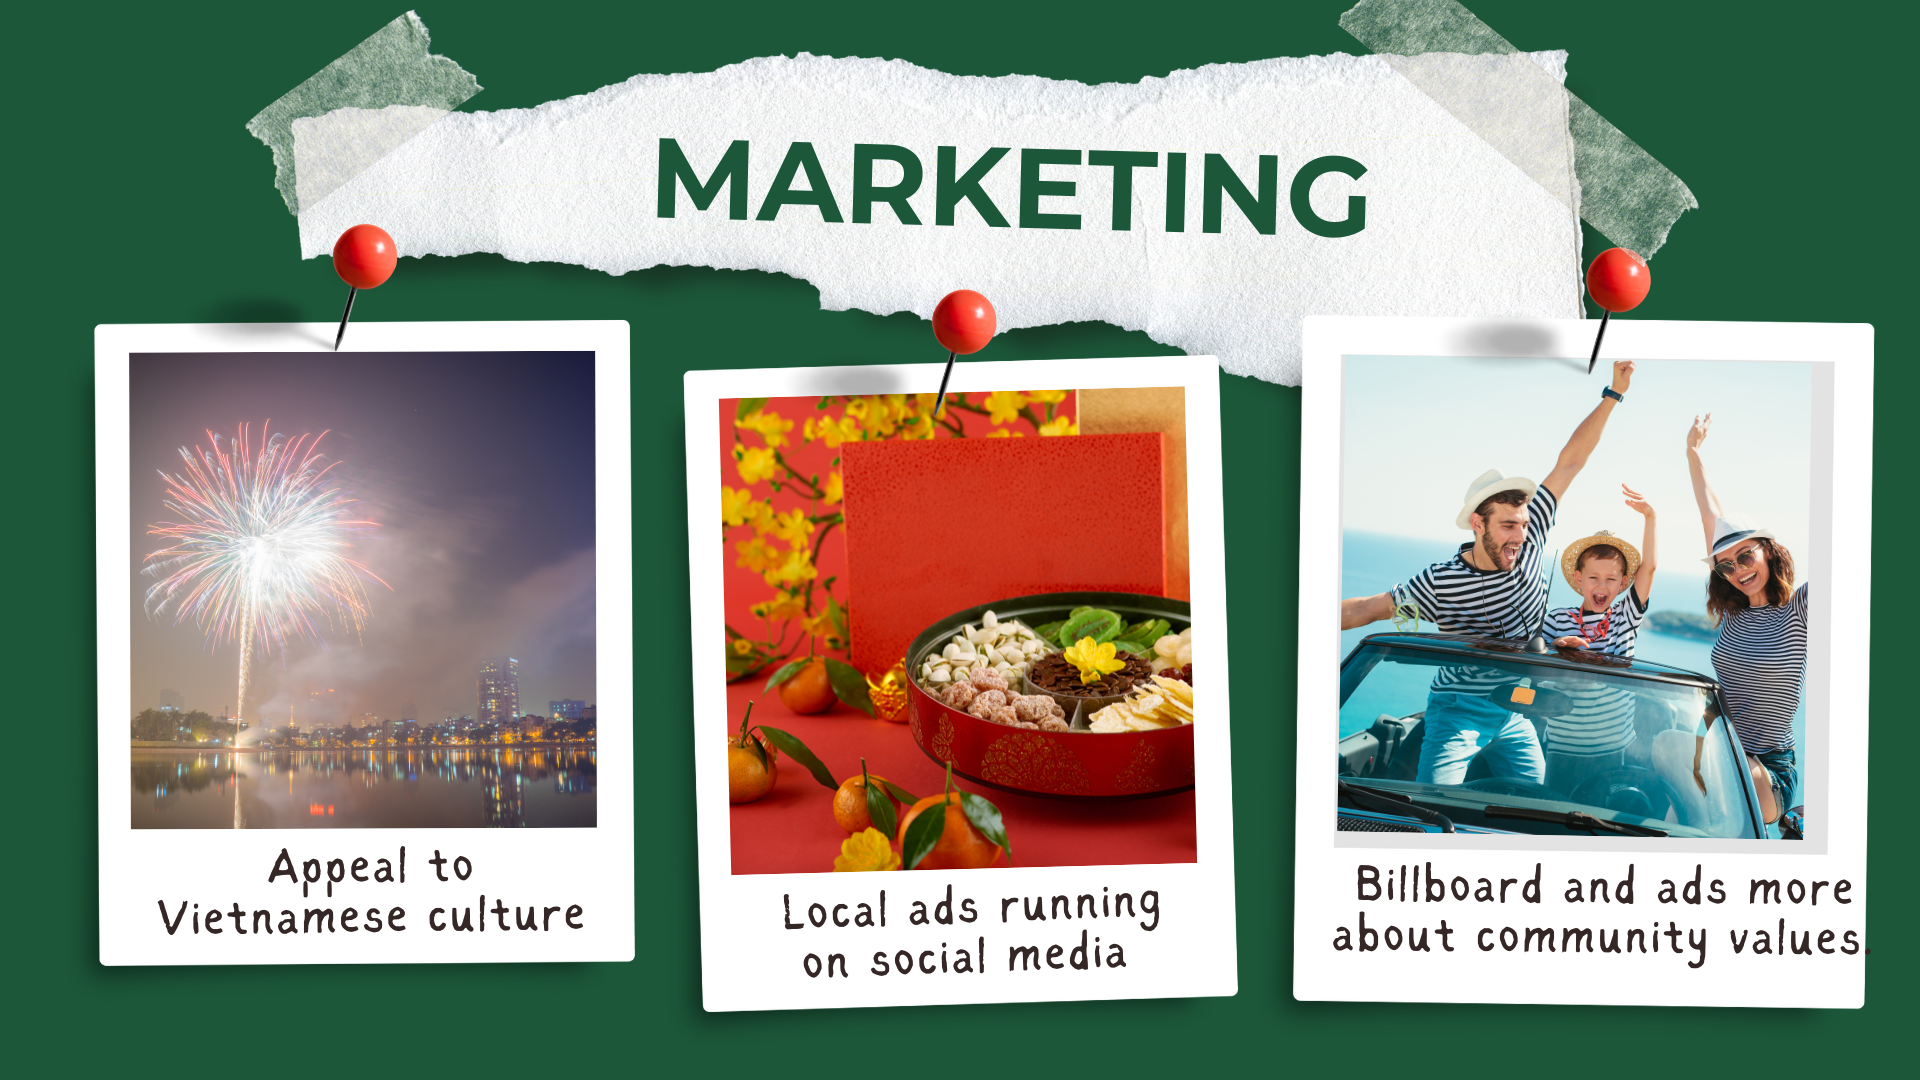 MARKETING
Appeal to
Vietnamese culture
Local ads running
on social media
Billboard and ads more
about community values.